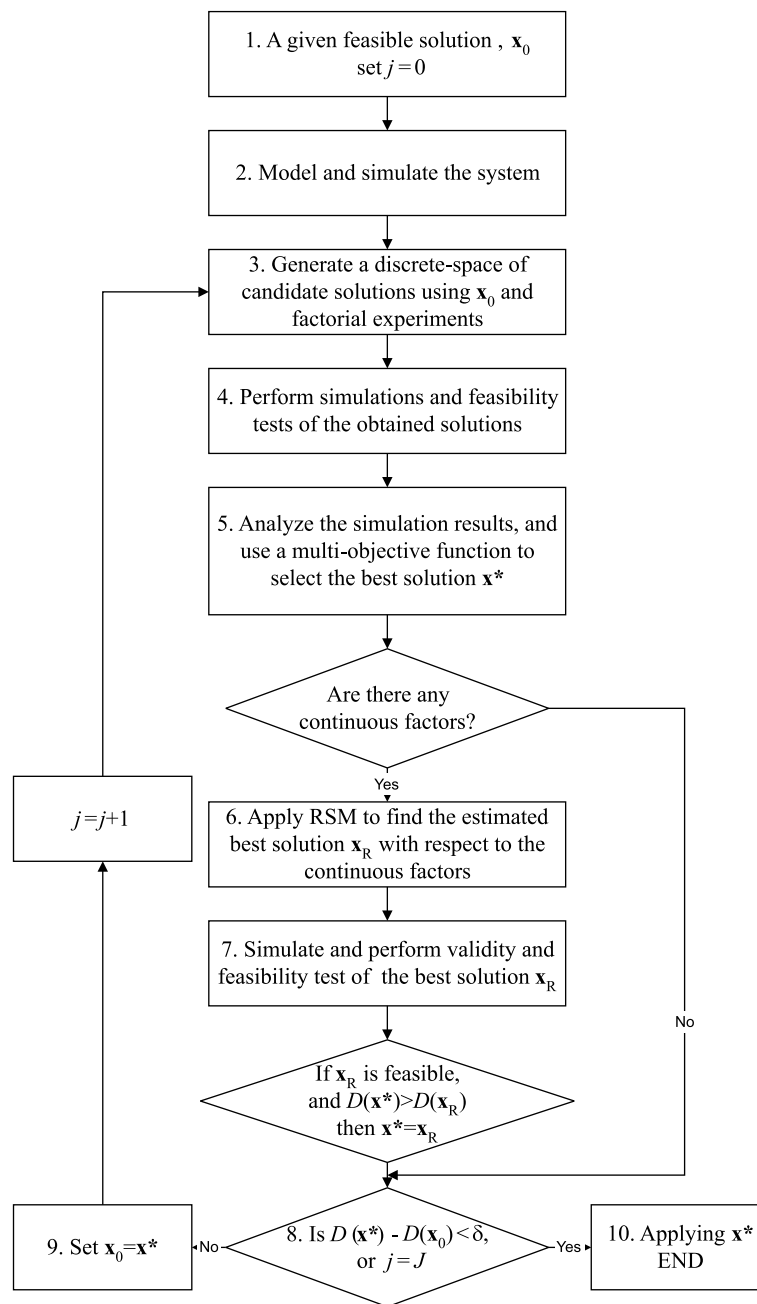 1. A given feasible solution , x₀
set j=0
2. Model and simulate the system
3. Generate a discrete-space of
candidate solutions using x₀ and
factorial experiments
4. Perform simulations and feasibility
tests of the obtained solutions
5. Analyze the simulation results, and
use a multi-objective function to
select the best solution x*
Are there any
continuous factors?
Yes
j=j+1
6. Apply RSM to find the estimated
best solution x_R with respect to the
continuous factors
7. Simulate and perform validity and
feasibility test of the best solution x_R
No
If x_R is feasible,
and D(x*)>D(x_R)
then x*=x_R
9. Set x₀=x*
No
8. Is D (x*) - D(x₀)<δ,
or j=J
Yes
10. Applying x*
END